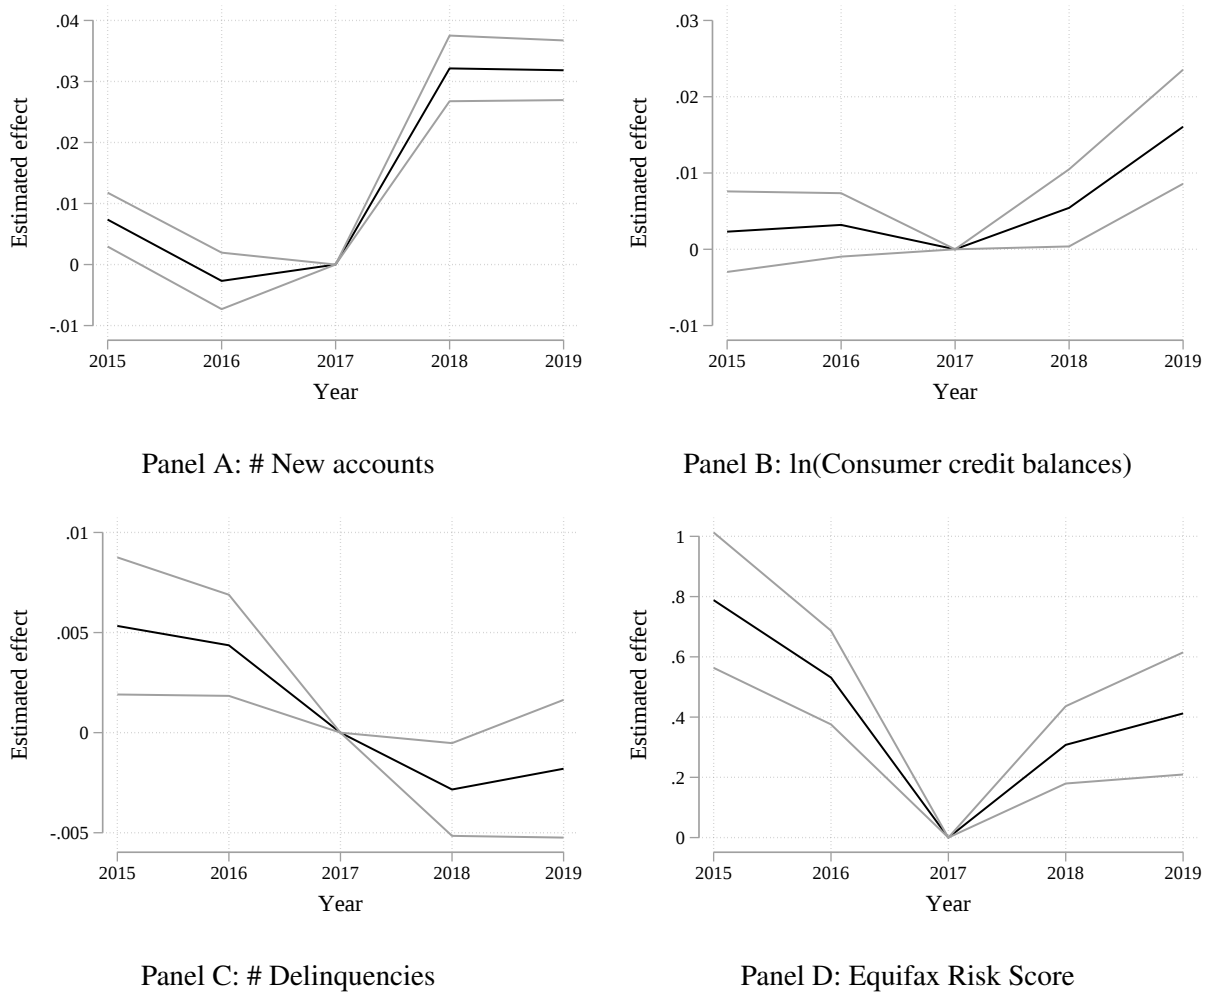 .04
.03
.02
.01
0
-.01
Estimated effect
2015 2016 2017 2018 2019
Year
Panel A: # New accounts
.03
.02
.01
0
-.01
Estimated effect
2015 2016 2017 2018 2019
Year
Panel B: ln(Consumer credit balances)
.01
.005
0
-.005
Estimated effect
2015 2016 2017 2018 2019
Year
Panel C: # Delinquencies
1
.8
.6
.4
.2
0
Estimated effect
2015 2016 2017 2018 2019
Year
Panel D: Equifax Risk Score